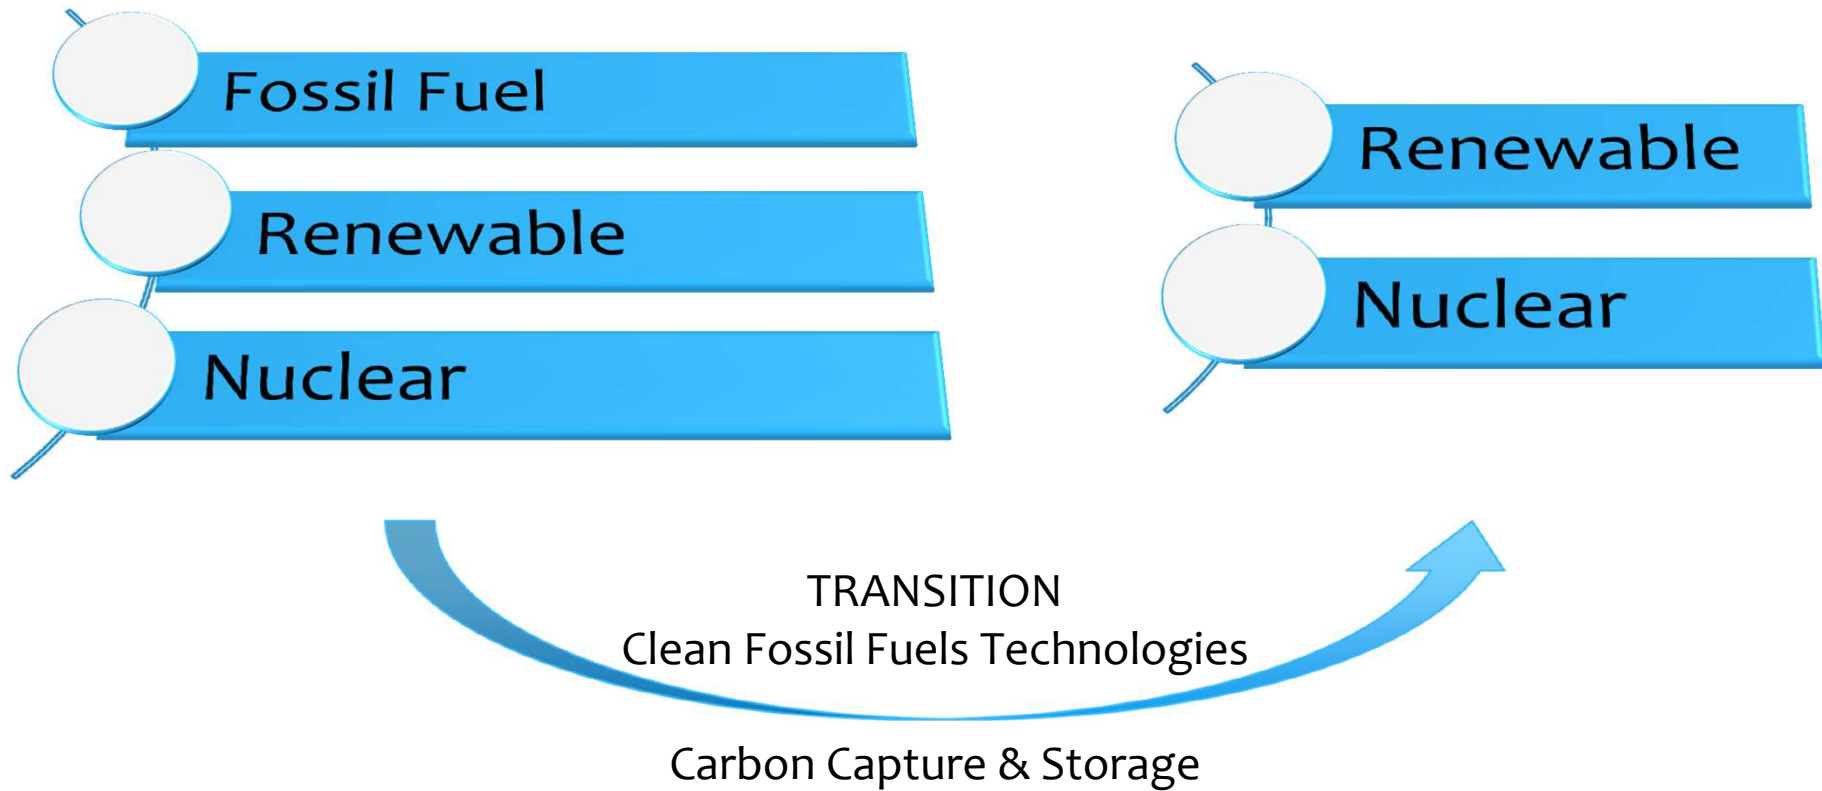 Fossil Fuel
Renewable
Nuclear
Renewable
Nuclear
TRANSITION
Clean Fossil Fuels Technologies
Carbon Capture & Storage